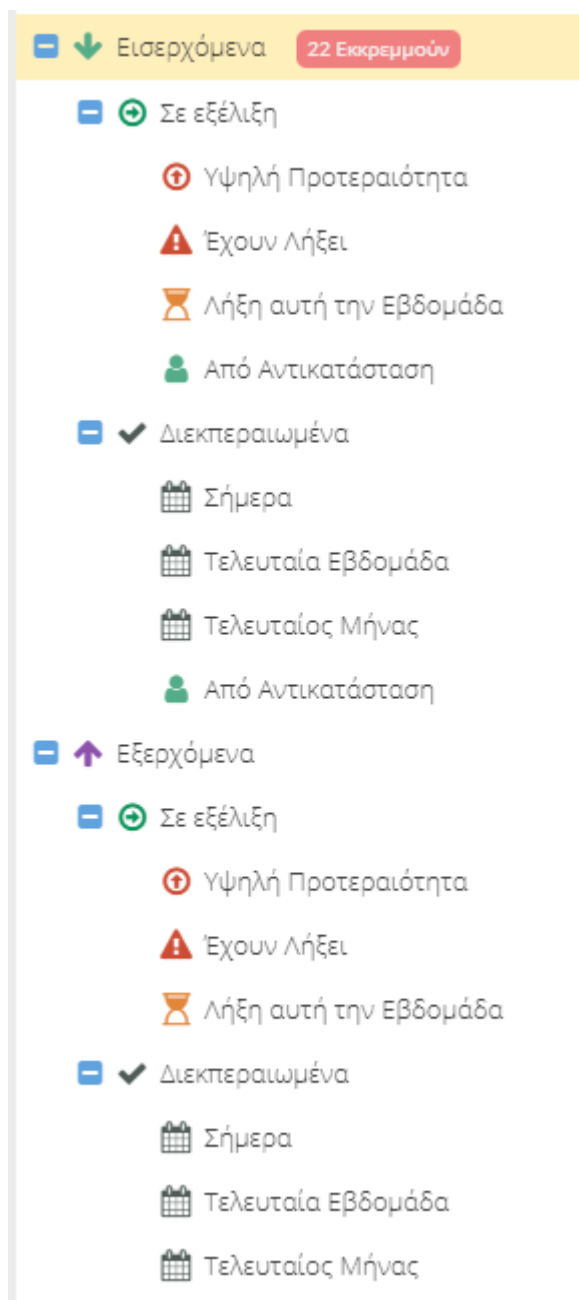 Εισερχόμενα 22 Εκκρεμμούν
Σε εξέλιξη
Υψηλή Προτεραιότητα
Έχουν Λήξει
Λήξη αυτή την Εβδομάδα
Από Αντικατάσταση
Διεκπεραιωμένα
Σήμερα
Τελευταία Εβδομάδα
Τελευταίος Μήνας
Από Αντικατάσταση
Εξερχόμενα
Σε εξέλιξη
Υψηλή Προτεραιότητα
Έχουν Λήξει
Λήξη αυτή την Εβδομάδα
Διεκπεραιωμένα
Σήμερα
Τελευταία Εβδομάδα
Τελευταίος Μήνας